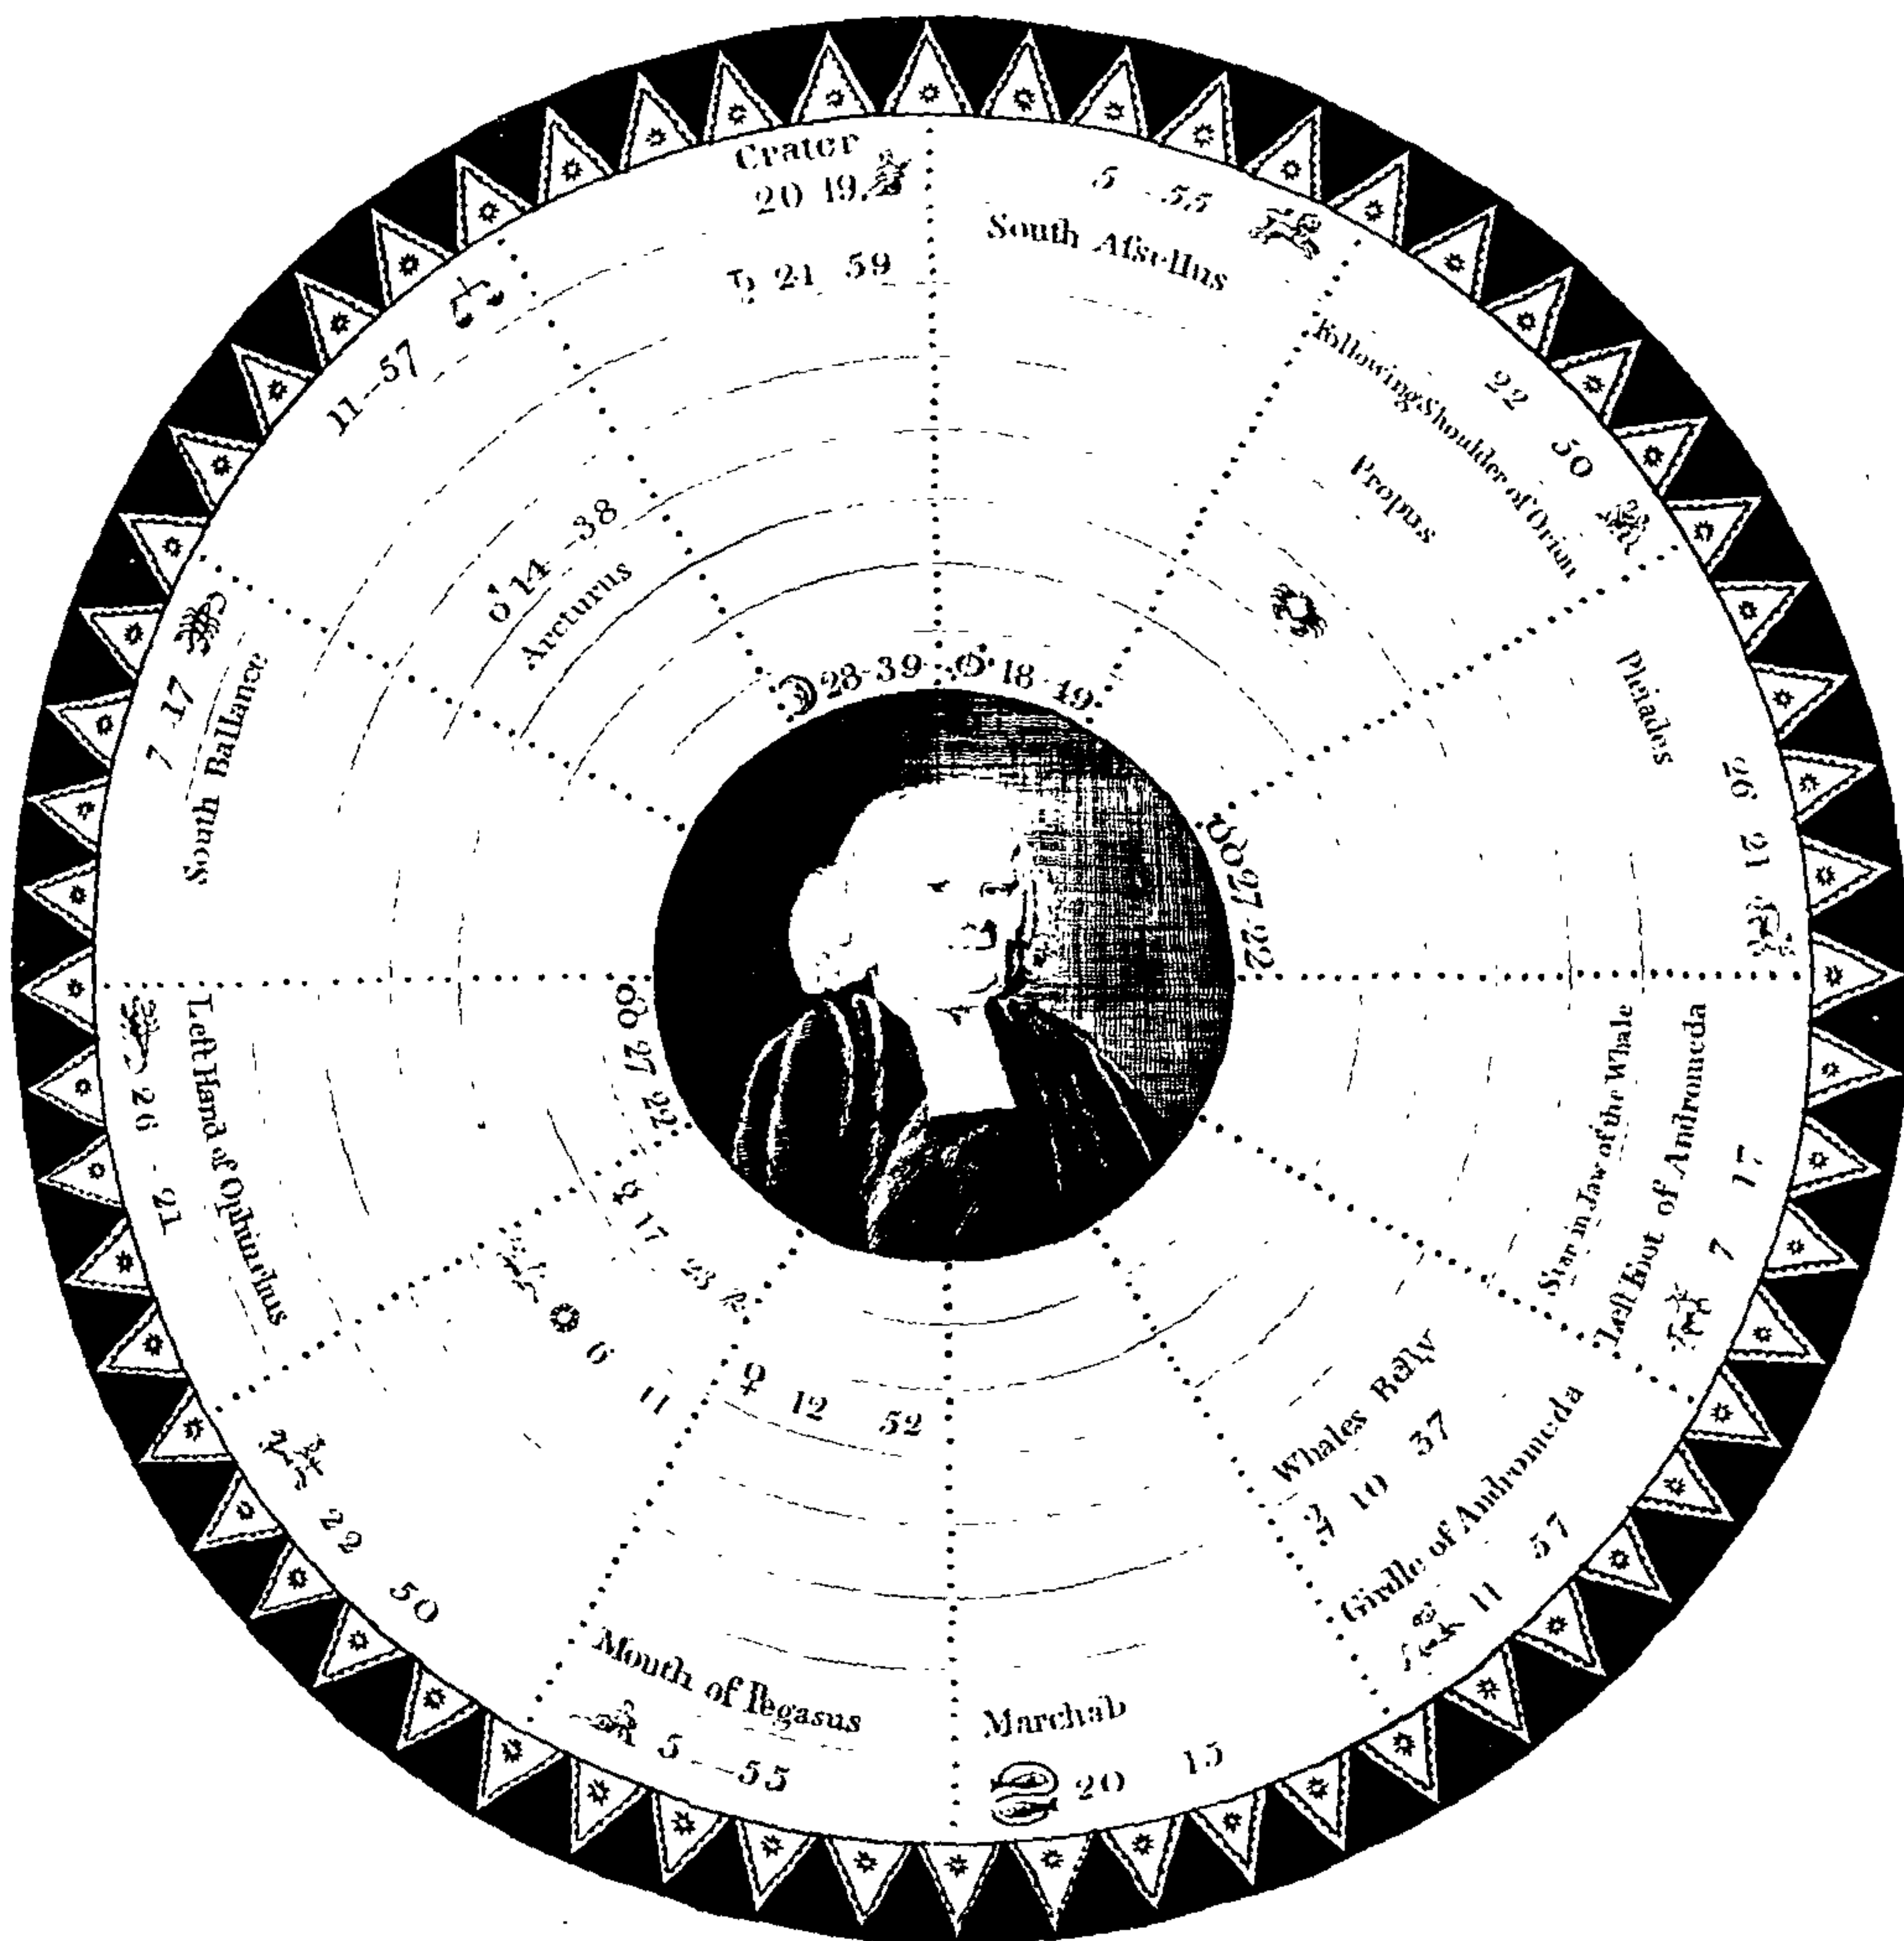 Crater
20 19
♄ 21 59
5 - 55
South Afsellus
Following Shoulder of Orion
22 50
Propus
Pleiades
26 21
☋ 27-22
Left Foot of Andromeda
17 7
Star in Jaw of the Whale
Whales Belly
♃ 10 37
Girdle of Andromeda
11 57
Marchab
20 15
Mouth of Pegasus
5--55
♀ 12 52
☿ 17 23 ℞
6 11
22 50
☊ 27 22
Left Hand of Ophiuchus
26 - 21
South Ballance
7 17
11--57
♂ 14--38
Arcturus
☽ 28-39
18 49